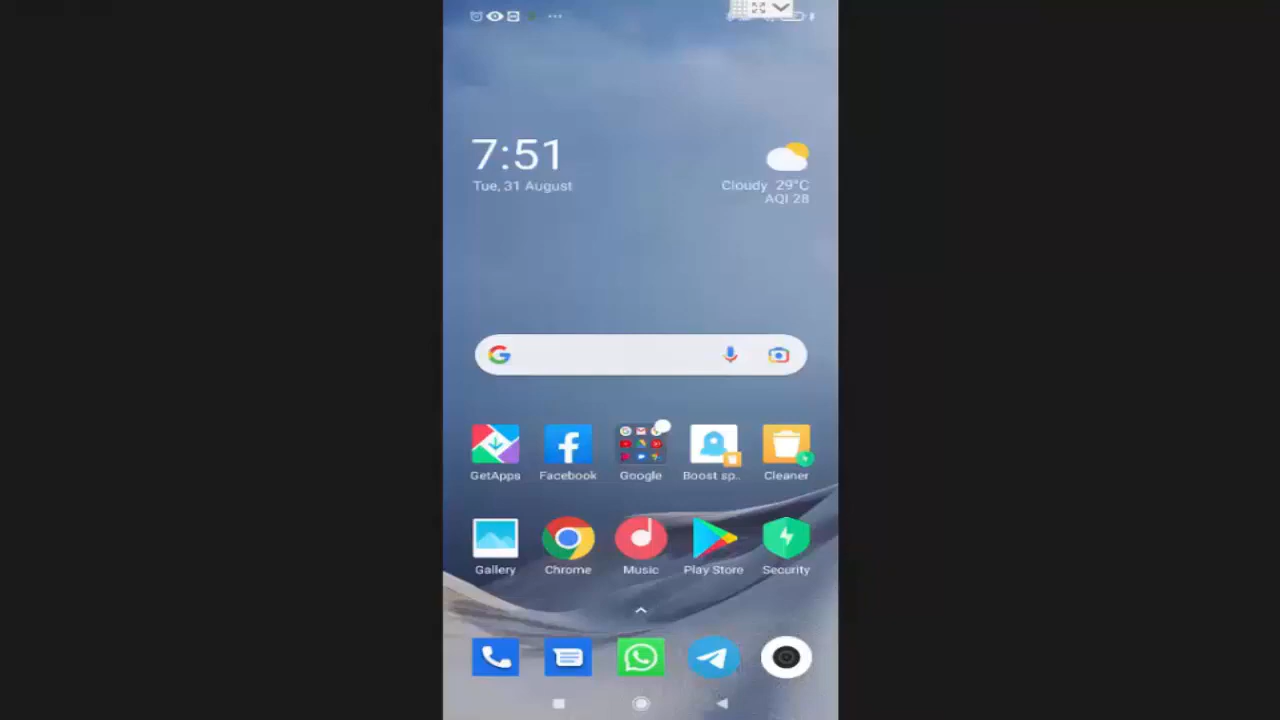 7:51
Tue, 31 August
Cloudy 29°C
AQI 28
GetApps
Facebook
Google
Boost sp..
Cleaner
Gallery
Chrome
Music
Play Store
Security